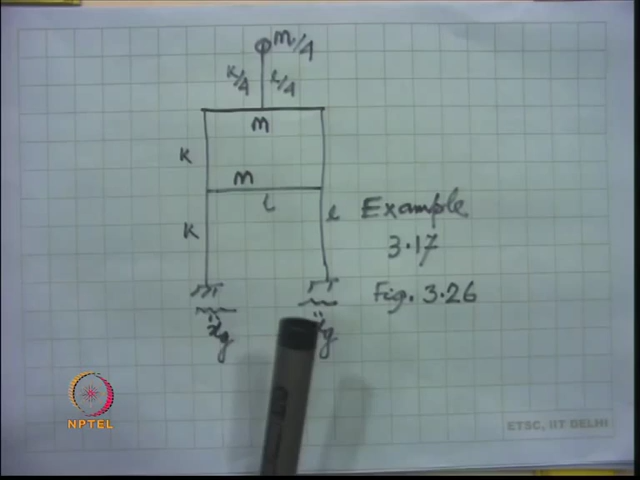 m/4
k/4 l/4
m
k
m
l
k
l
Example
3.17
Fig. 3.26
ẍg
ẍg
NPTEL
ETSC, IIT DELHI